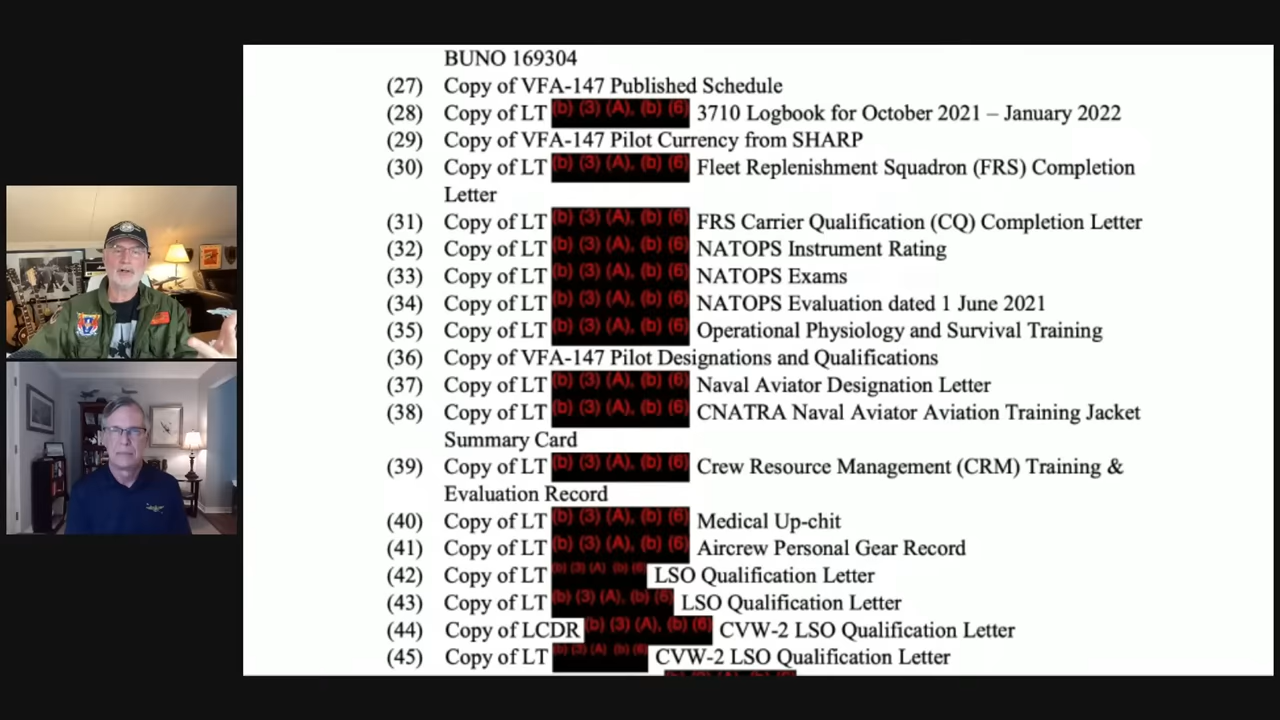 BUNO 169304
(27) Copy of VFA-147 Published Schedule
(28) Copy of LT (b) (3) (A), (b) (6) 3710 Logbook for October 2021 – January 2022
(29) Copy of VFA-147 Pilot Currency from SHARP
(30) Copy of LT (b) (3) (A), (b) (6) Fleet Replenishment Squadron (FRS) Completion
Letter
(31) Copy of LT (b) (3) (A), (b) (6) FRS Carrier Qualification (CQ) Completion Letter
(32) Copy of LT (b) (3) (A), (b) (6) NATOPS Instrument Rating
(33) Copy of LT (b) (3) (A), (b) (6) NATOPS Exams
(34) Copy of LT (b) (3) (A), (b) (6) NATOPS Evaluation dated 1 June 2021
(35) Copy of LT (b) (3) (A), (b) (6) Operational Physiology and Survival Training
(36) Copy of VFA-147 Pilot Designations and Qualifications
(37) Copy of LT (b) (3) (A), (b) (6) Naval Aviator Designation Letter
(38) Copy of LT (b) (3) (A), (b) (6) CNATRA Naval Aviator Aviation Training Jacket
Summary Card
(39) Copy of LT (b) (3) (A), (b) (6) Crew Resource Management (CRM) Training &
Evaluation Record
(40) Copy of LT (b) (3) (A), (b) (6) Medical Up-chit
(41) Copy of LT (b) (3) (A), (b) (6) Aircrew Personal Gear Record
(42) Copy of LT (b) (3) (A) (b) (6) LSO Qualification Letter
(43) Copy of LT (b) (3) (A), (b) (6) LSO Qualification Letter
(44) Copy of LCDR (b) (3) (A), (b) (6) CVW-2 LSO Qualification Letter
(45) Copy of LT (b) (3) (A) (b) (6) CVW-2 LSO Qualification Letter